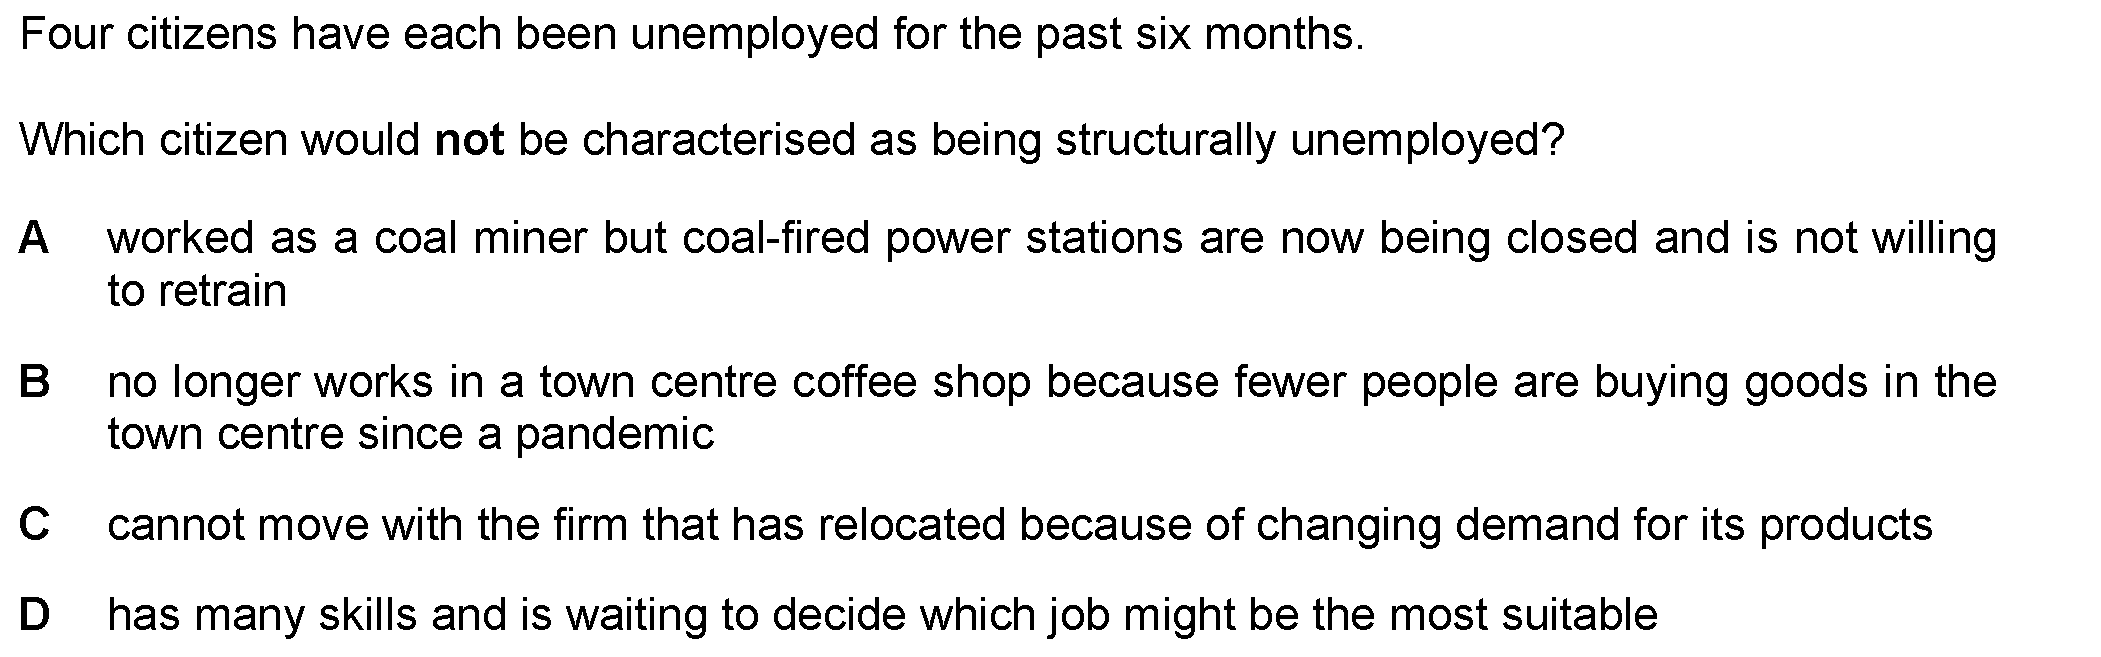 Four citizens have each been unemployed for the past six months.
Which citizen would not be characterised as being structurally unemployed?
A worked as a coal miner but coal-fired power stations are now being closed and is not willing
to retrain
B no longer works in a town centre coffee shop because fewer people are buying goods in the
town centre since a pandemic
C cannot move with the firm that has relocated because of changing demand for its products
D has many skills and is waiting to decide which job might be the most suitable